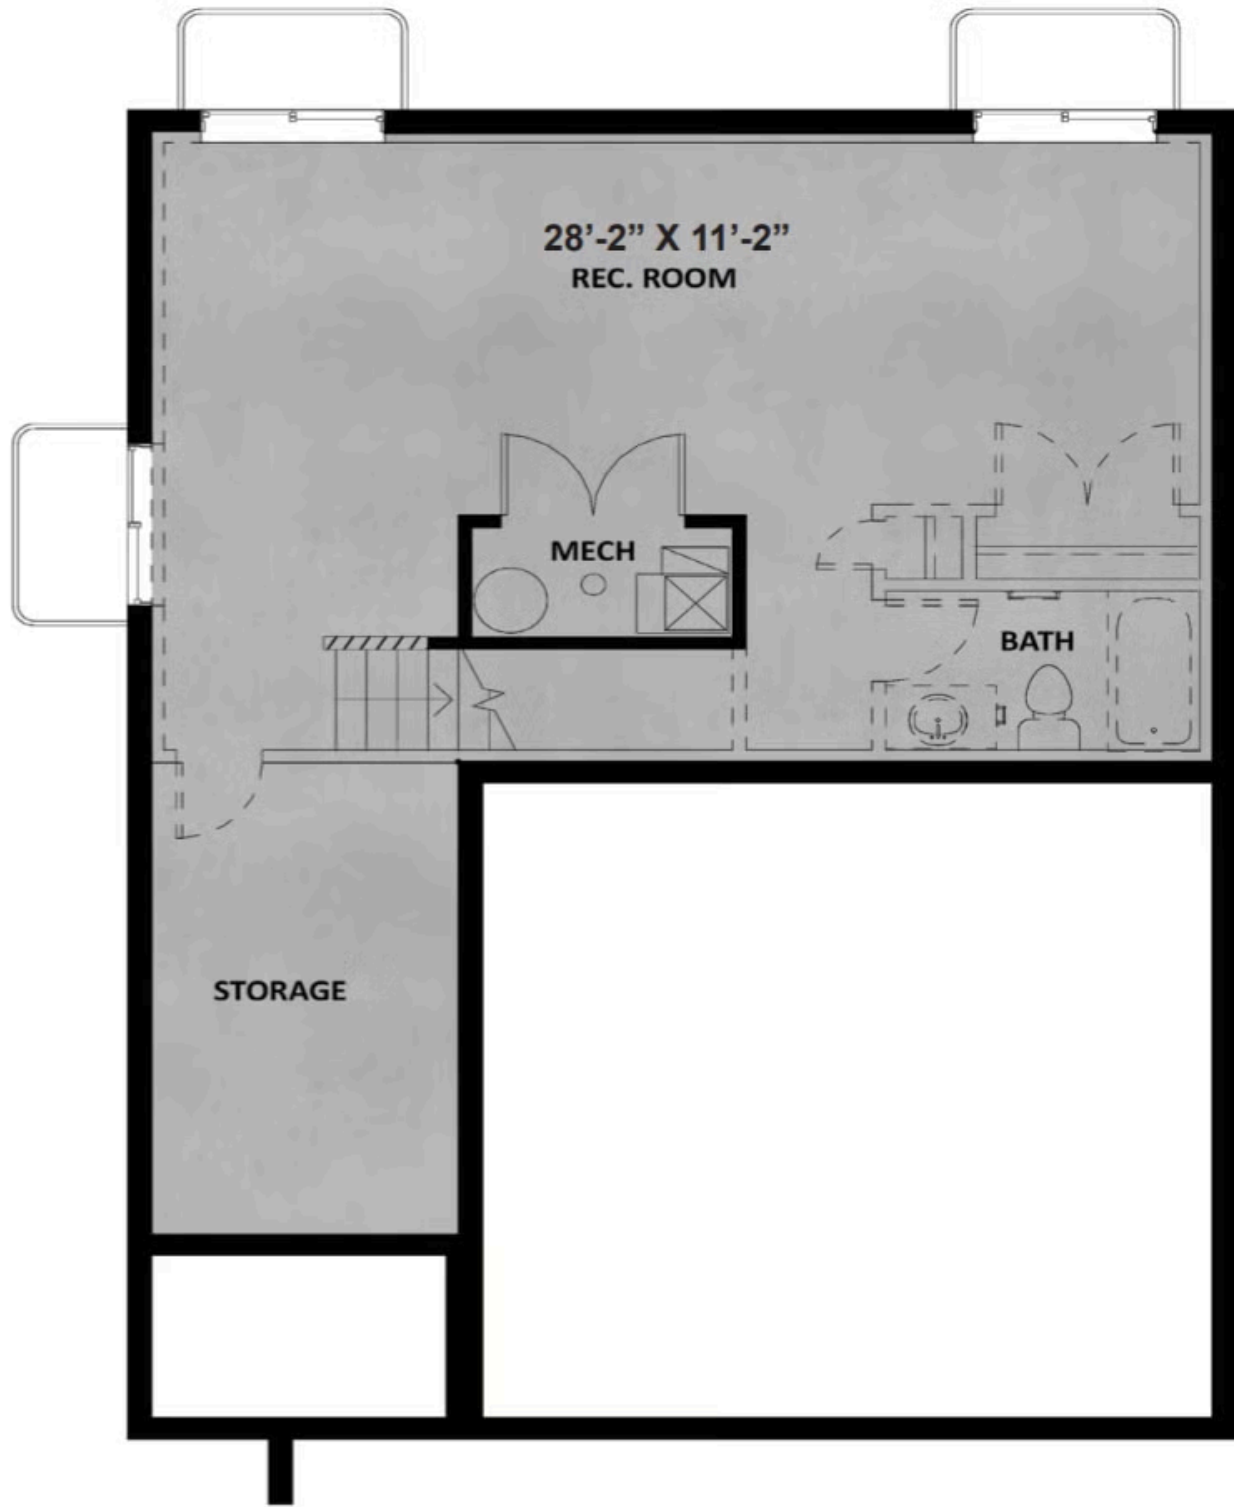 28’-2” X 11’-2”
REC. ROOM
MECH
BATH
STORAGE